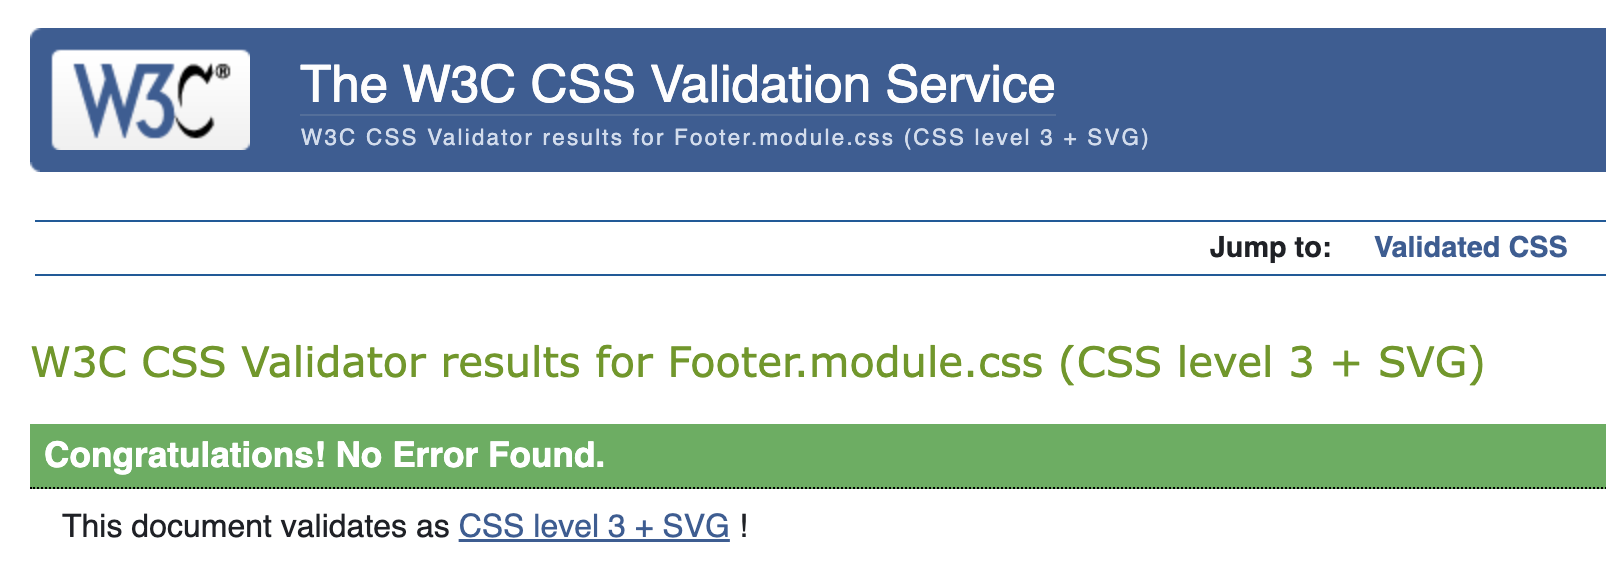 W3C®
The W3C CSS Validation Service
W3C CSS Validator results for Footer.module.css (CSS level 3 + SVG)
Jump to: Validated CSS
W3C CSS Validator results for Footer.module.css (CSS level 3 + SVG)
Congratulations! No Error Found.
This document validates as CSS level 3 + SVG !